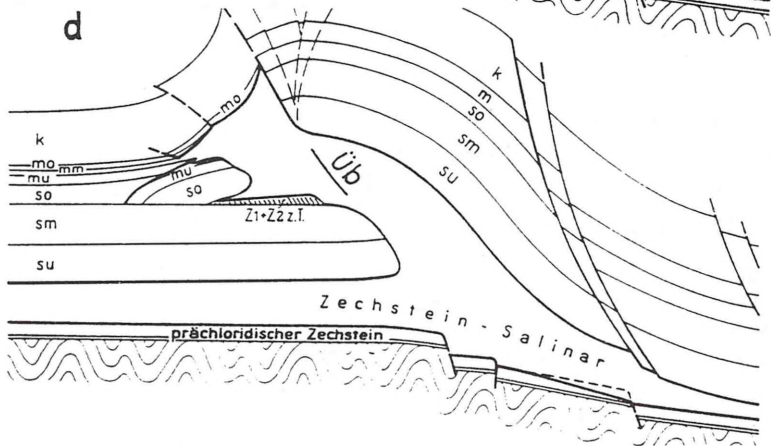 d
k
mo
mm
mu
so
sm
su
mo
mu
so
Z1+Z2 z.T.
Üb
k
m
so
sm
su
Zechstein - Salinar
prächloridischer Zechstein